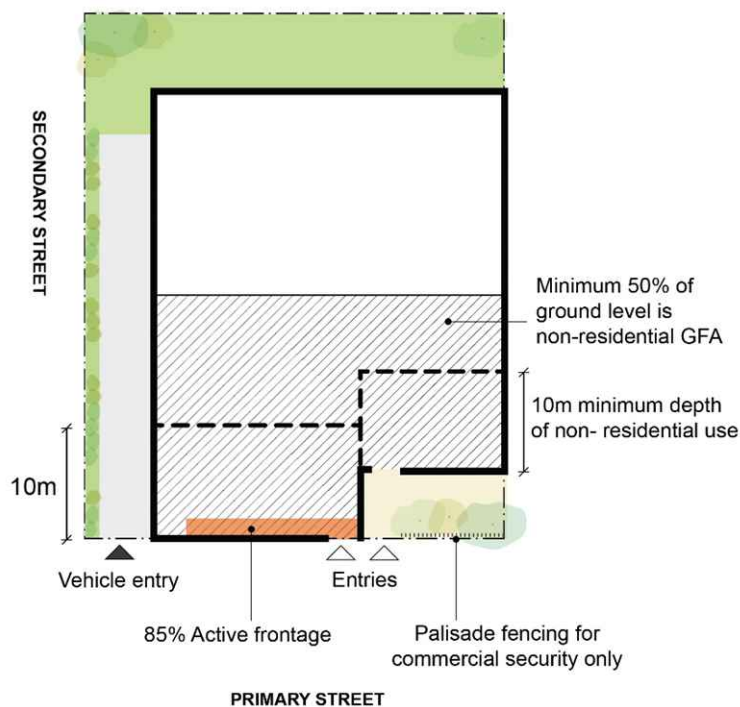 SECONDARY STREET
Minimum 50% of
ground level is
non-residential GFA
10m minimum depth
of non- residential use
10m
Vehicle entry
Entries
85% Active frontage
Palisade fencing for
commercial security only
PRIMARY STREET